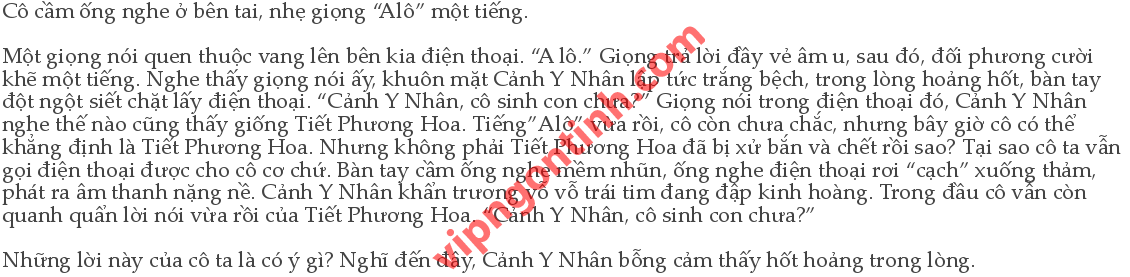 Cô cầm ống nghe ở bên tai, nhẹ giọng “Alô” một tiếng.
Một giọng nói quen thuộc vang lên bên kia điện thoại. “A lô.” Giọng trả lời đầy vẻ âm u, sau đó, đối phương cười
khẽ một tiếng. Nghe thấy giọng nói ấy, khuôn mặt Cảnh Y Nhân lập tức trắng bệch, trong lòng hoảng hốt, bàn tay
đột ngột siết chặt lấy điện thoại. “Cảnh Y Nhân, cô sinh con chưa?” Giọng nói trong điện thoại đó, Cảnh Y Nhân
nghe thế nào cũng thấy giống Tiết Phương Hoa. Tiếng”Alô” vừa rồi, cô còn chưa chắc, nhưng bây giờ cô có thể
khẳng định là Tiết Phương Hoa. Nhưng không phải Tiết Phương Hoa đã bị xử bắn và chết rồi sao? Tại sao cô ta vẫn
gọi điện thoại được cho cô cơ chứ. Bàn tay cầm ống nghe mềm nhũn, ống nghe điện thoại rơi “cạch” xuống thảm,
phát ra âm thanh nặng nề. Cảnh Y Nhân khẩn trương vỗ vỗ trái tim đang đập kinh hoàng. Trong đầu cô vẫn còn
quanh quẩn lời nói vừa rồi của Tiết Phương Hoa. “Cảnh Y Nhân, cô sinh con chưa?”
Những lời này của cô ta là có ý gì? Nghĩ đến đây, Cảnh Y Nhân bỗng cảm thấy hốt hoảng trong lòng.
vipngontinh.com